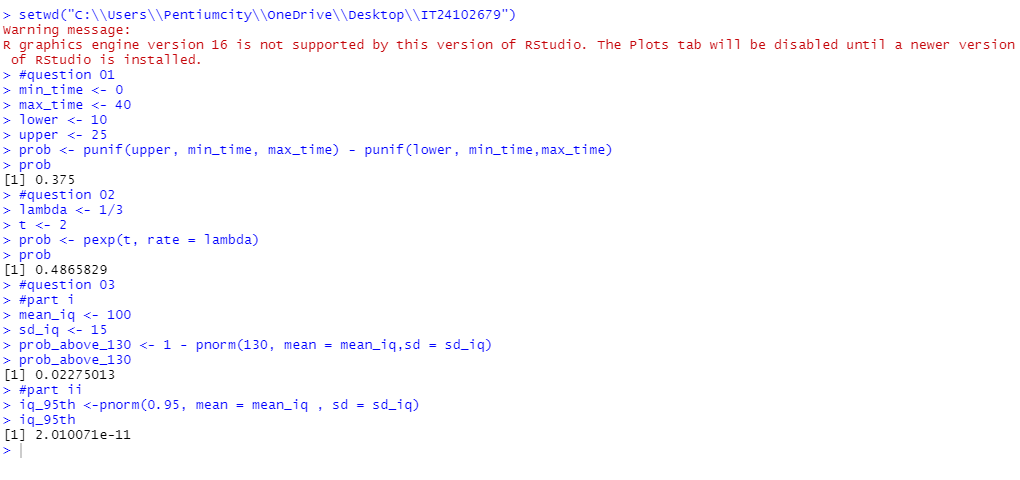 > setwd("C:\\Users\\Pentiumcity\\OneDrive\\Desktop\\IT24102679")
Warning message:
R graphics engine version 16 is not supported by this version of RStudio. The Plots tab will be disabled until a newer version
 of RStudio is installed.
> #question 01
> min_time <- 0
> max_time <- 40
> lower <- 10
> upper <- 25
> prob <- punif(upper, min_time, max_time) - punif(lower, min_time,max_time)
> prob
[1] 0.375
> #question 02
> lambda <- 1/3
> t <- 2
> prob <- pexp(t, rate = lambda)
> prob
[1] 0.4865829
> #question 03
> #part i
> mean_iq <- 100
> sd_iq <- 15
> prob_above_130 <- 1 - pnorm(130, mean = mean_iq,sd = sd_iq)
> prob_above_130
[1] 0.02275013
> #part ii
> iq_95th <-pnorm(0.95, mean = mean_iq , sd = sd_iq)
> iq_95th
[1] 2.010071e-11
>